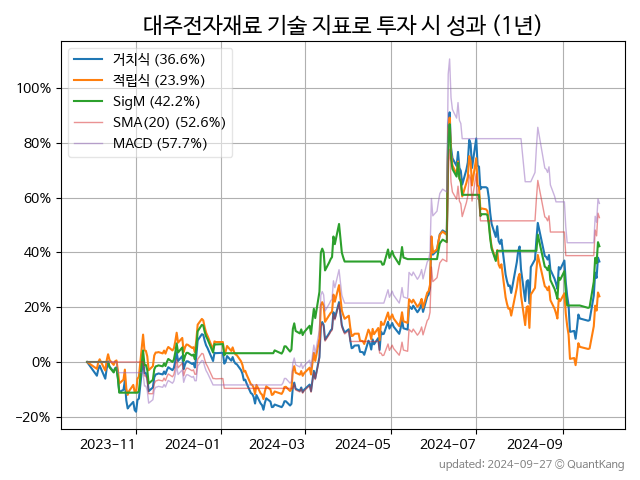 대주전자재료 기술 지표로 투자 시 성과 (1년)
거치식 (36.6%)
적립식 (23.9%)
SigM (42.2%)
SMA(20) (52.6%)
MACD (57.7%)
100%
80%
60%
40%
20%
0%
−20%
2023-11
2024-01
2024-03
2024-05
2024-07
2024-09
updated: 2024-09-27 © QuantKang